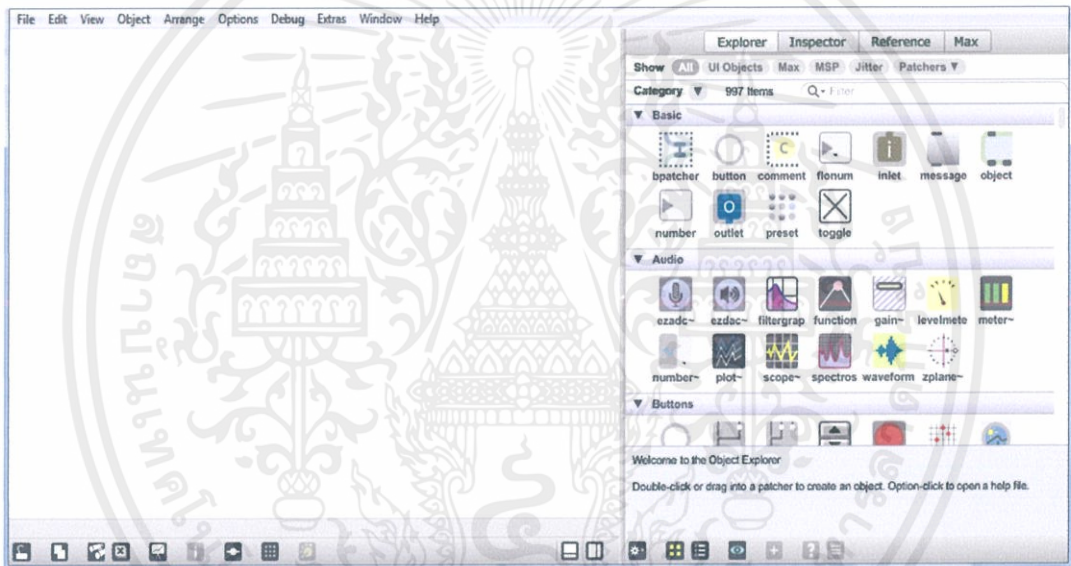 File Edit View Object Arrange Options Debug Extras Window Help
Explorer Inspector Reference Max
Show All UI Objects Max MSP Jitter Patchers ▼
Category ▼ 997 Items Filter
▼ Basic
bpatcher button comment flonum inlet message object
number outlet preset toggle
▼ Audio
ezadc~ ezdac~ filtergrap function gain~ levelmete meter~
number~ plot~ scope~ spectros waveform zplane~
▼ Buttons
Welcome to the Object Explorer
Double-click or drag into a patcher to create an object. Option-click to open a help file.